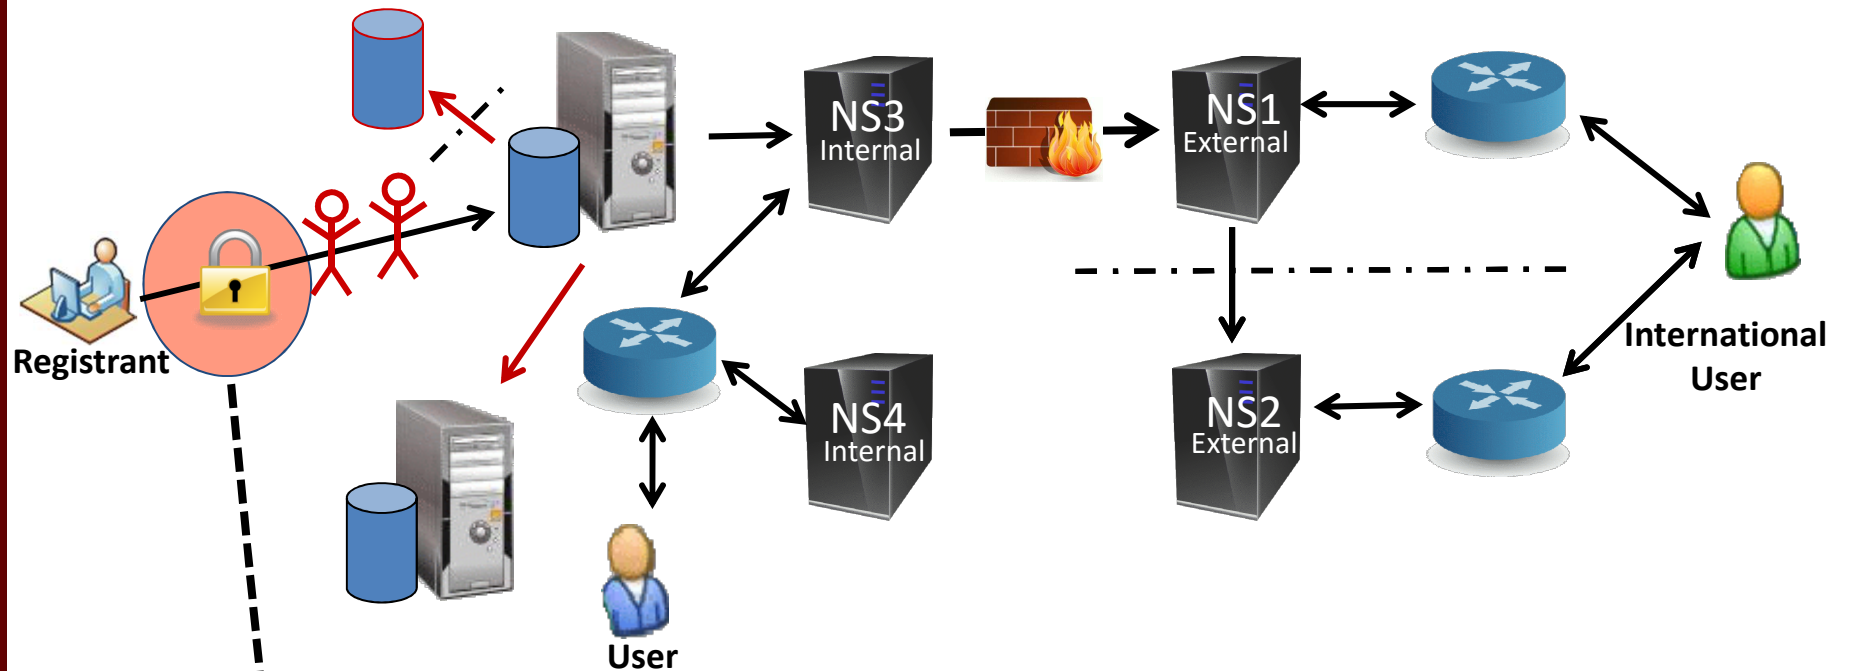 NS3
Internal
NS1
External
Registrant
International
User
NS4
Internal
NS2
External
User